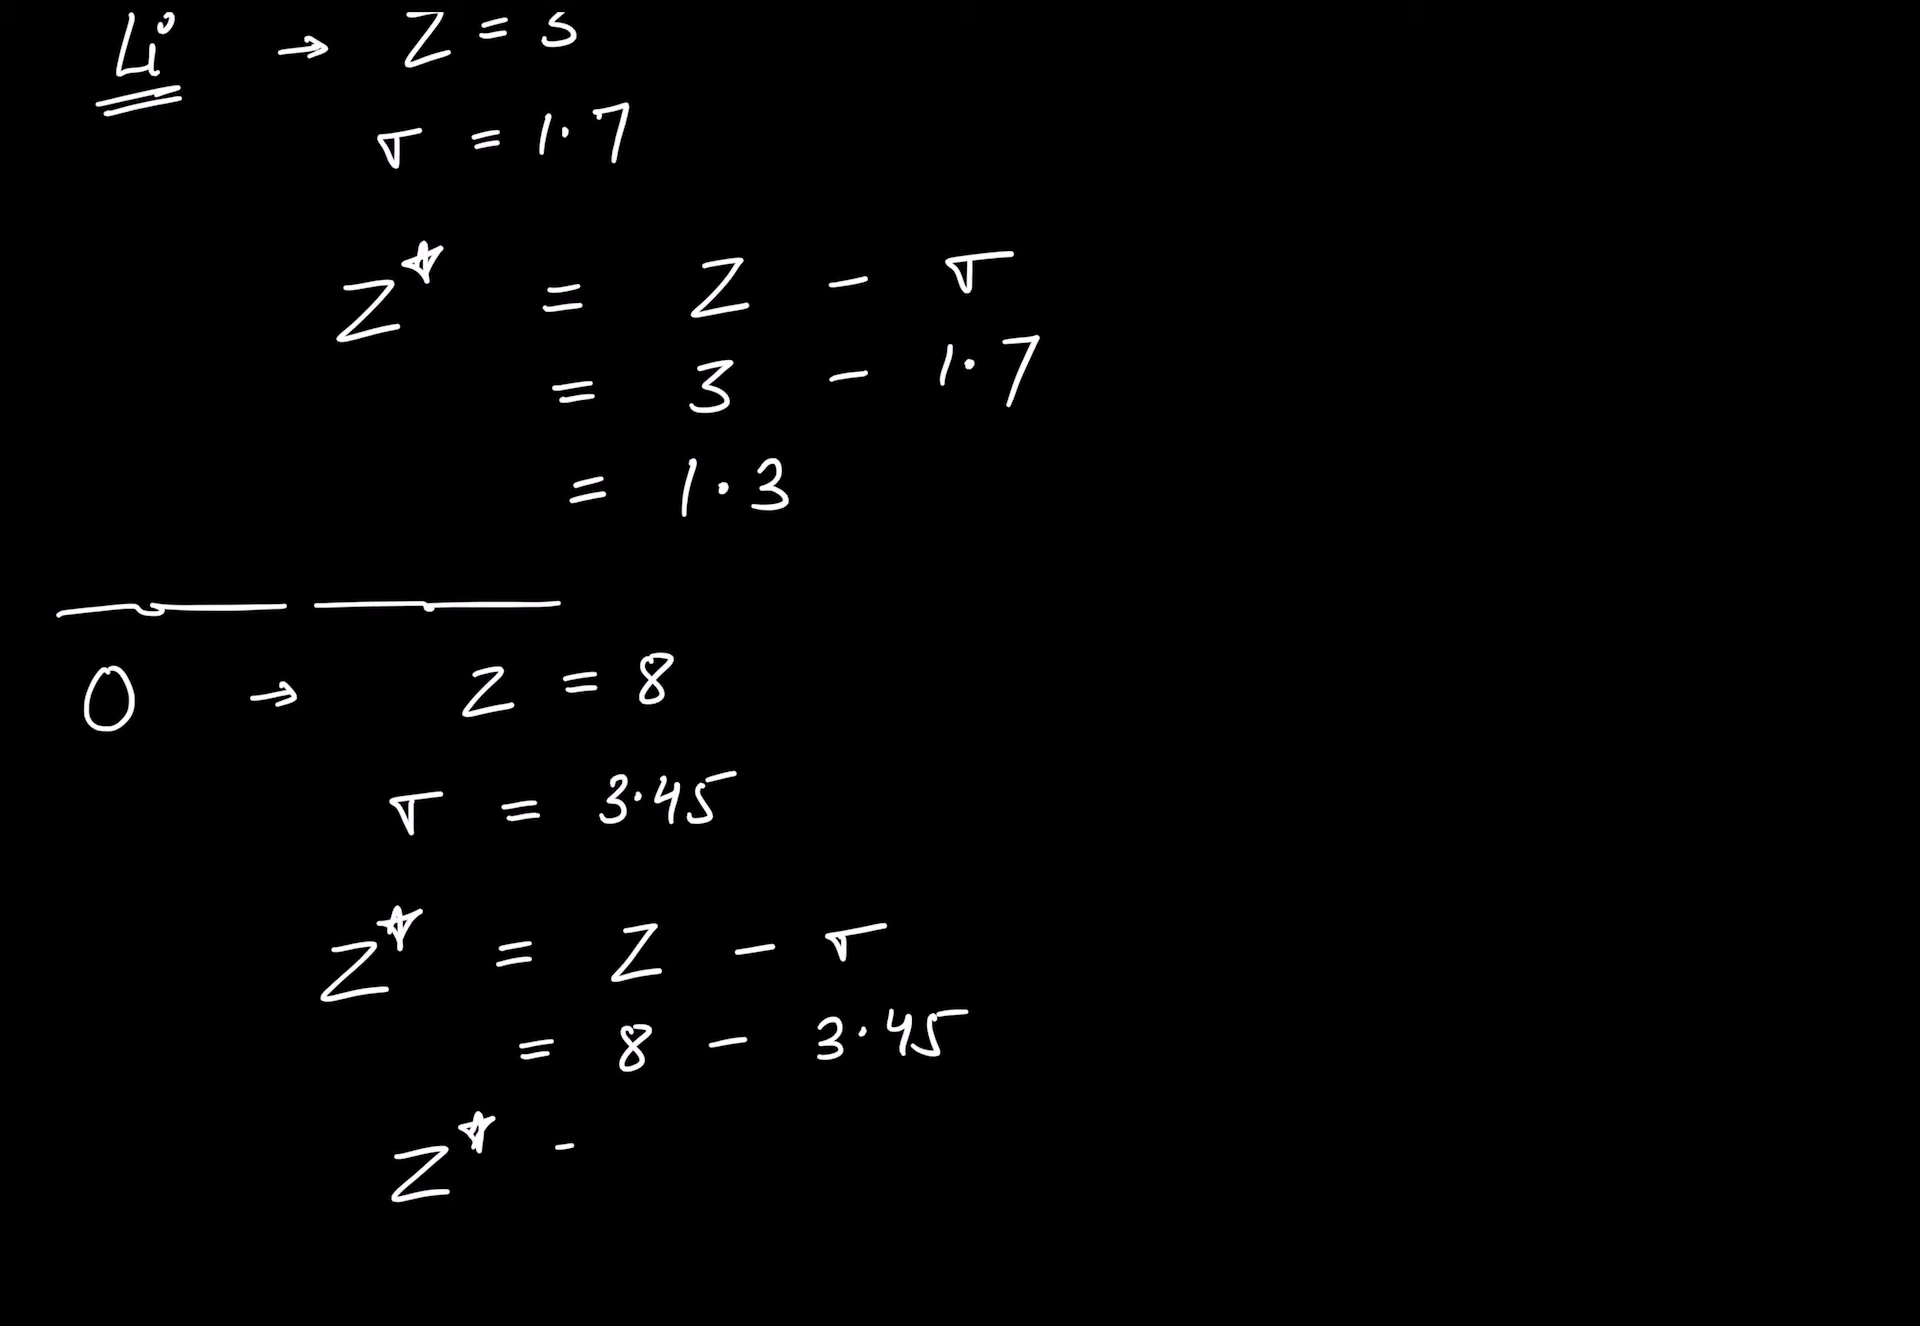 Li → Z = 3
σ = 1.7
Z* = Z - σ
= 3 - 1.7
= 1.3
O → Z = 8
σ = 3.45
Z* = Z - σ
= 8 - 3.45
Z* -